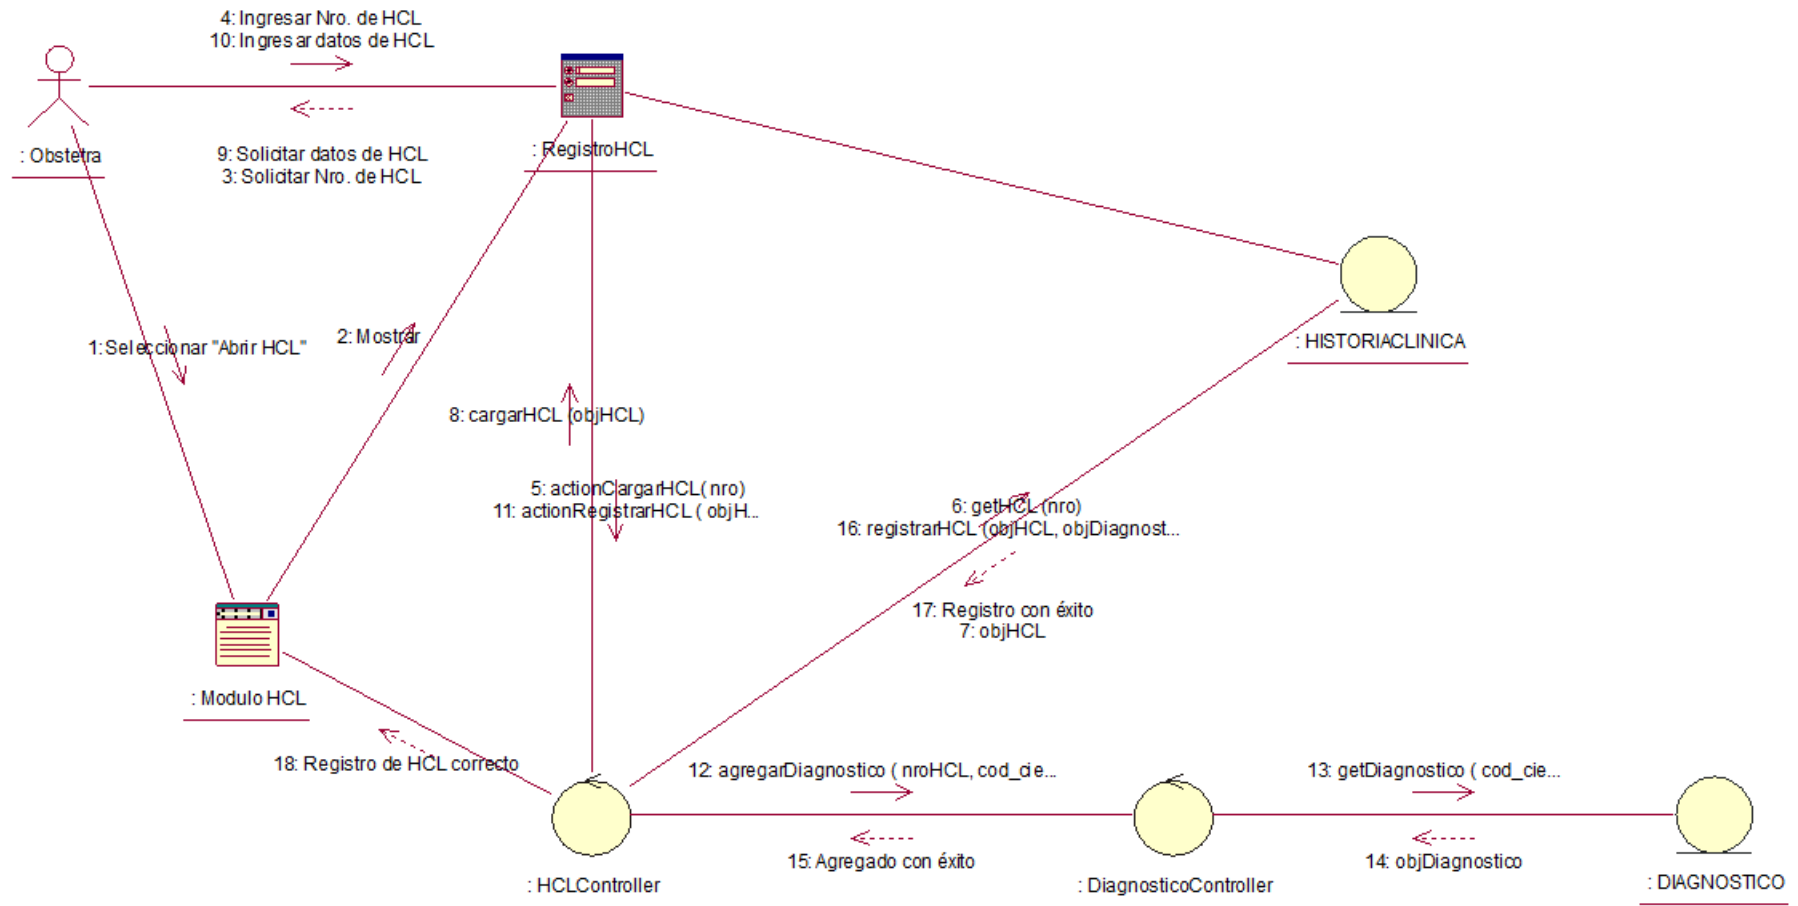 4: Ingresar Nro. de HCL
10: Ingresar datos de HCL
: Obstetra
9: Solicitar datos de HCL
3: Solicitar Nro. de HCL
: RegistroHCL
1: Seleccionar "Abrir HCL"
2: Mostrar
: HISTORIACLINICA
8: cargarHCL (objHCL)
5: actionCargarHCL( nro)
11: actionRegistrarHCL ( objH...
6: getHCL (nro)
16: registrarHCL (objHCL, objDiagnost...
17: Registro con éxito
7: objHCL
: Modulo HCL
18: Registro de HCL correcto
12: agregarDiagnostico ( nroHCL, cod_cie...
13: getDiagnostico ( cod_cie...
15: Agregado con éxito
14: objDiagnostico
: HCLController
: DiagnosticoController
: DIAGNOSTICO